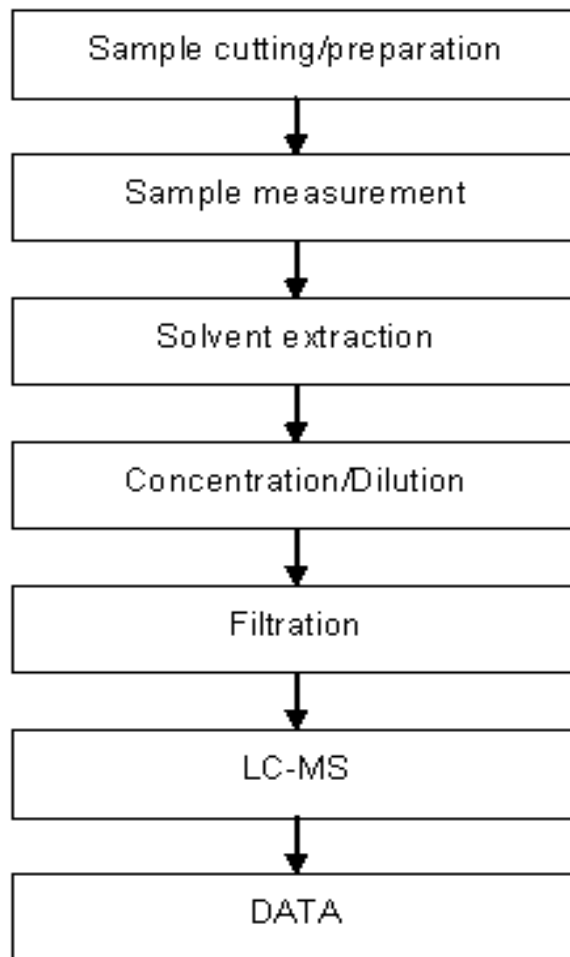 Sample cutting/preparation
Sample measurement
Solvent extraction
Concentration/Dilution
Filtration
LC-MS
DATA